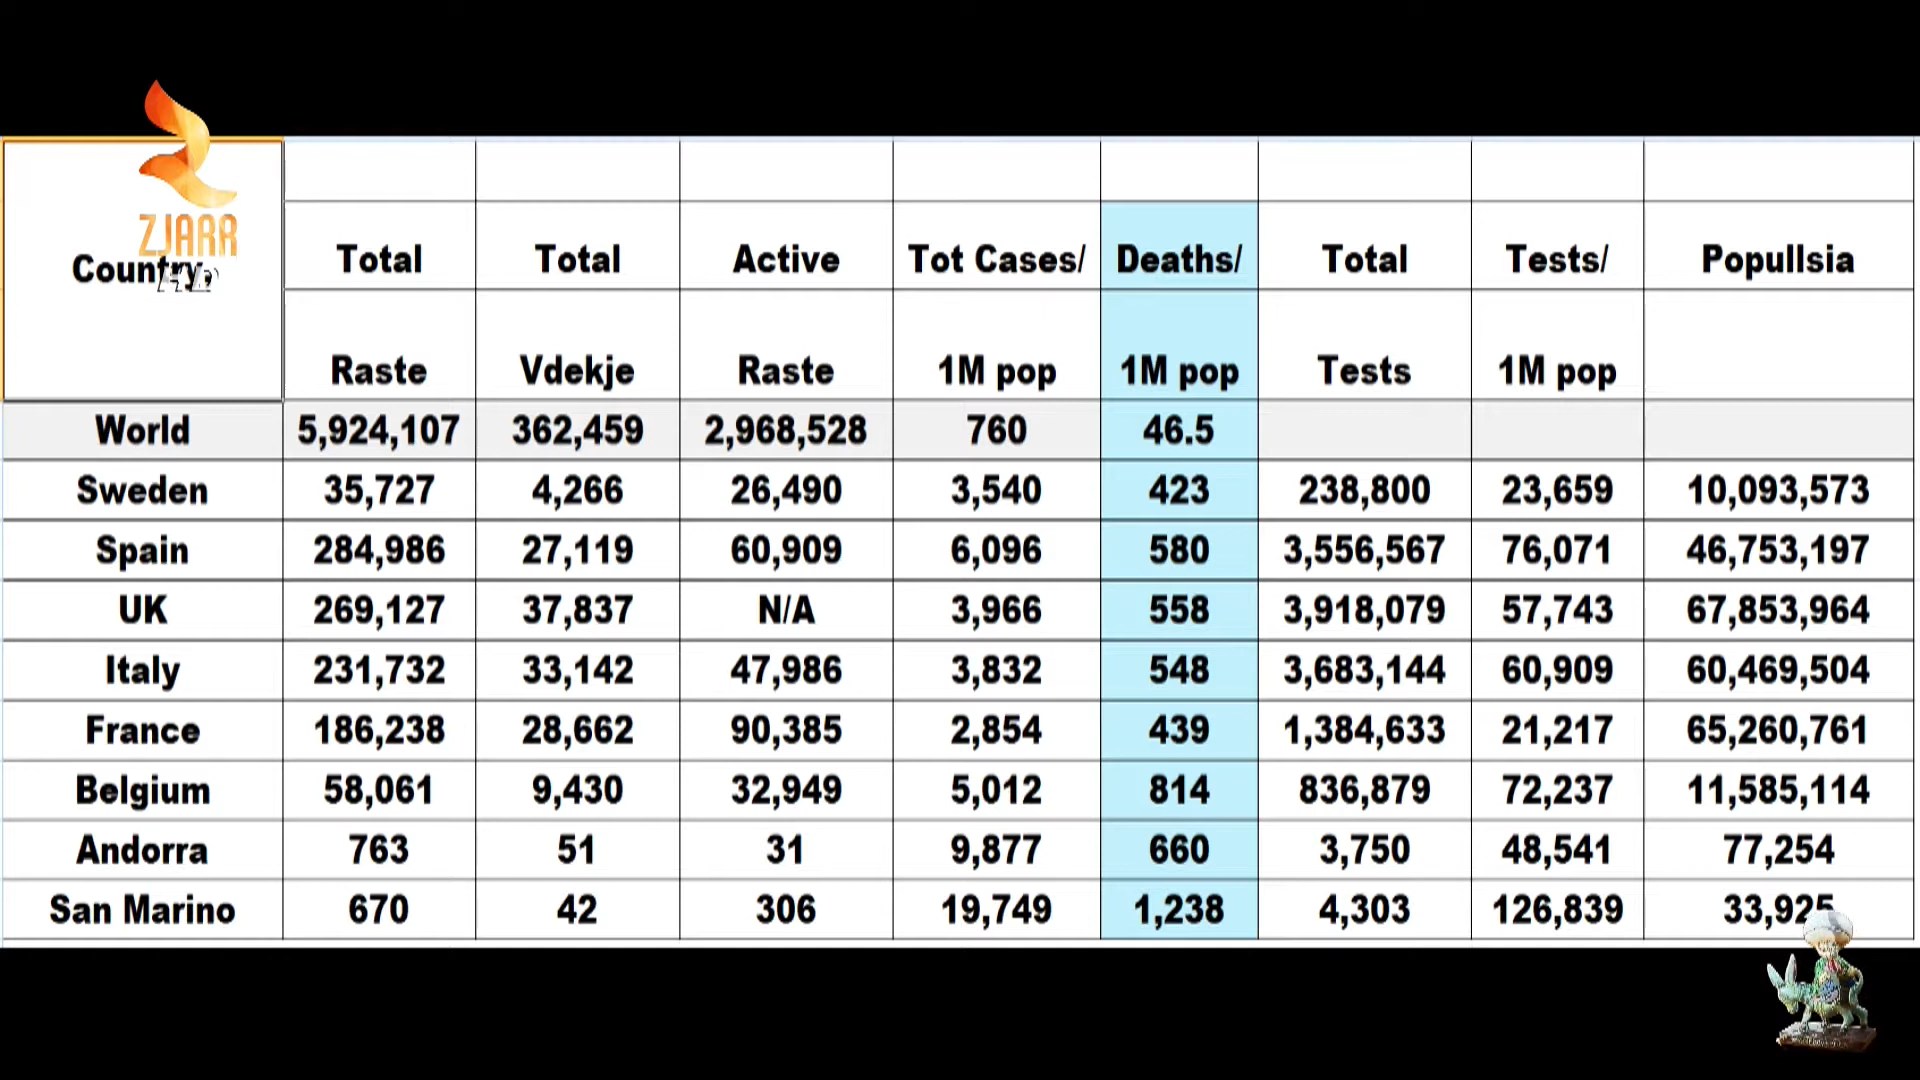 ZJARR
Country
Total Total Active Tot Cases/ Deaths/ Total Tests/ Popullsia
Raste Vdekje Raste 1M pop 1M pop Tests 1M pop
World 5,924,107 362,459 2,968,528 760 46.5
Sweden 35,727 4,266 26,490 3,540 423 238,800 23,659 10,093,573
Spain 284,986 27,119 60,909 6,096 580 3,556,567 76,071 46,753,197
UK 269,127 37,837 N/A 3,966 558 3,918,079 57,743 67,853,964
Italy 231,732 33,142 47,986 3,832 548 3,683,144 60,909 60,469,504
France 186,238 28,662 90,385 2,854 439 1,384,633 21,217 65,260,761
Belgium 58,061 9,430 32,949 5,012 814 836,879 72,237 11,585,114
Andorra 763 51 31 9,877 660 3,750 48,541 77,254
San Marino 670 42 306 19,749 1,238 4,303 126,839 33,925